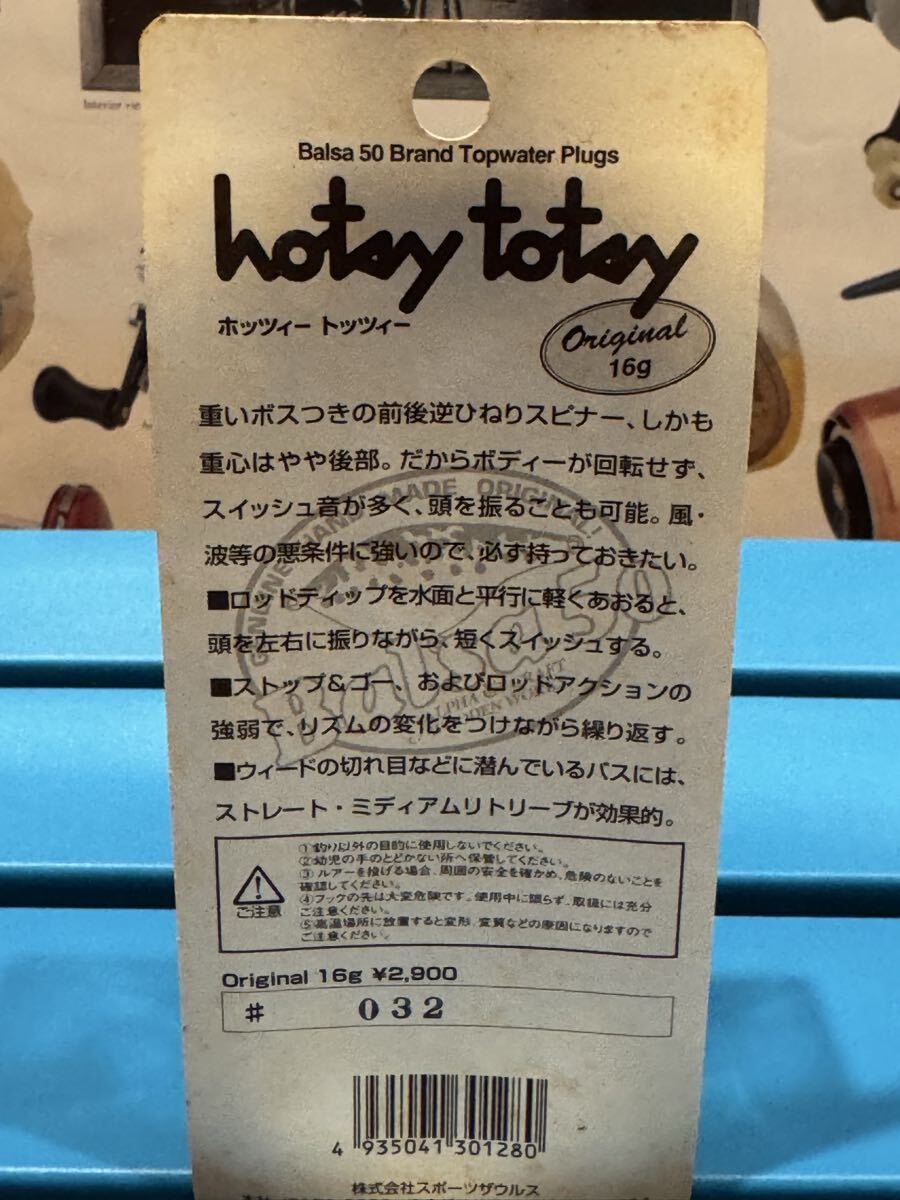 Interior
Balsa 50 Brand Topwater Plugs
hotsy totsy
ホッツィー トッツィー
Original
16g
重いボスつきの前後逆ひねりスピナー、しかも
重心はやや後部。だからボディーが回転せず、
スイッシュ音が多く、頭を振ることも可能。風・
波等の悪条件に強いので、必ず持っておきたい。
■ロッドティップを水面と平行に軽くあおると、
頭を左右に振りながら、短くスイッシュする。
■ストップ&ゴー、およびロッドアクションの
強弱で、リズムの変化をつけながら繰り返す。
■ウィードの切れ目などに潜んでいるバスには、
ストレート・ミディアムリトリーブが効果的。
GENUINE HAND MADE ORIGINAL!
Balsa50
ご注意
①釣り以外の目的に使用しないでください。
②幼児の手のとどかない所へ保管してください。
③ルアーを投げる場合、周囲の安全を確かめ、危険のないことを
確認してください。
④フックの先は大変危険です。使用中に限らず、取扱には充分
ご注意ください。
⑤高温場所に放置すると変形、変質などの原因になりますので
ご注意ください。
Original 16g ¥2,900
# 032
4 935041 301280
株式会社スポーツザウルス